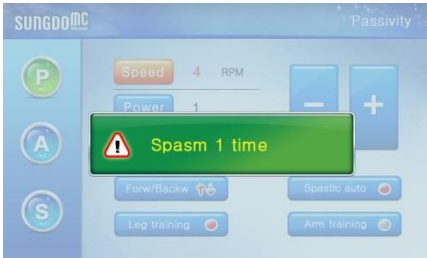 SUNGDO MC
Passivity
P
Speed 4 RPM
Power 1
− +
A
Spasm 1 time
Forw/Backw
Spastic auto
S
Leg training
Arm training